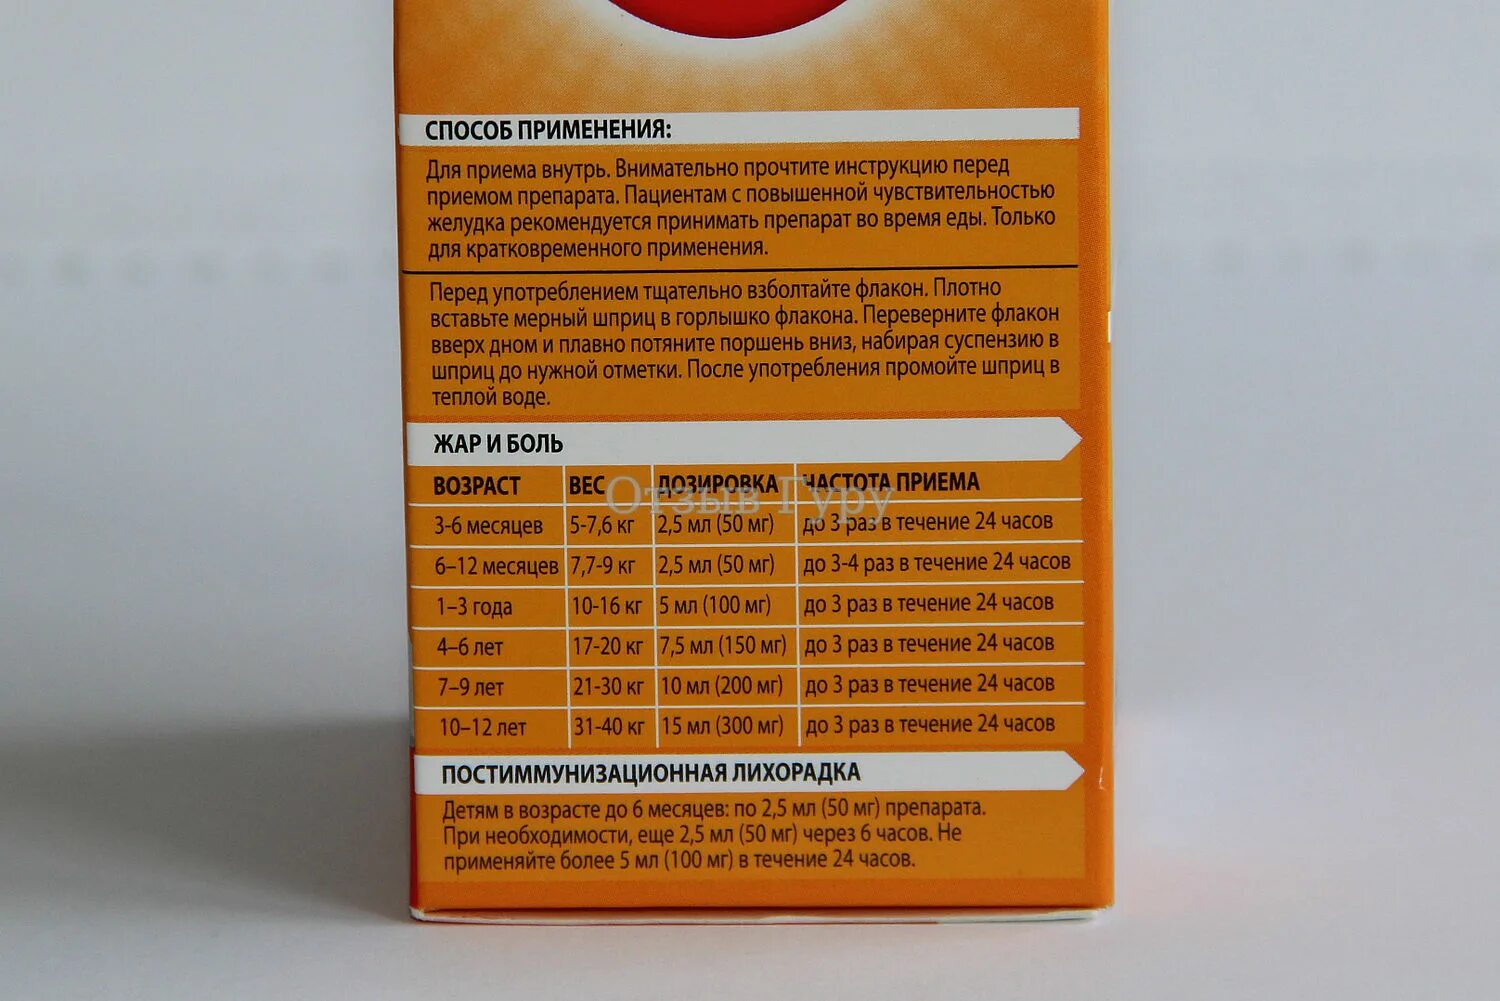 СПОСОБ ПРИМЕНЕНИЯ:
Для приема внутрь. Внимательно прочтите инструкцию перед
приемом препарата. Пациентам с повышенной чувствительностью
желудка рекомендуется принимать препарат во время еды. Только
для кратковременного применения.
Перед употреблением тщательно взболтайте флакон. Плотно
вставьте мерный шприц в горлышко флакона. Переверните флакон
вверх дном и плавно потяните поршень вниз, набирая суспензию в
шприц до нужной отметки. После употребления промойте шприц в
теплой воде.
ЖАР И БОЛЬ
ВОЗРАСТ ВЕС ДОЗИРОВКА ЧАСТОТА ПРИЕМА
Отзыв Гуру
3-6 месяцев 5-7,6 кг 2,5 мл (50 мг) до 3 раз в течение 24 часов
6–12 месяцев 7,7-9 кг 2,5 мл (50 мг) до 3-4 раз в течение 24 часов
1–3 года 10-16 кг 5 мл (100 мг) до 3 раз в течение 24 часов
4–6 лет 17-20 кг 7,5 мл (150 мг) до 3 раз в течение 24 часов
7–9 лет 21-30 кг 10 мл (200 мг) до 3 раз в течение 24 часов
10–12 лет 31-40 кг 15 мл (300 мг) до 3 раз в течение 24 часов
ПОСТИММУНИЗАЦИОННАЯ ЛИХОРАДКА
Детям в возрасте до 6 месяцев: по 2,5 мл (50 мг) препарата.
При необходимости, еще 2,5 мл (50 мг) через 6 часов. Не
применяйте более 5 мл (100 мг) в течение 24 часов.